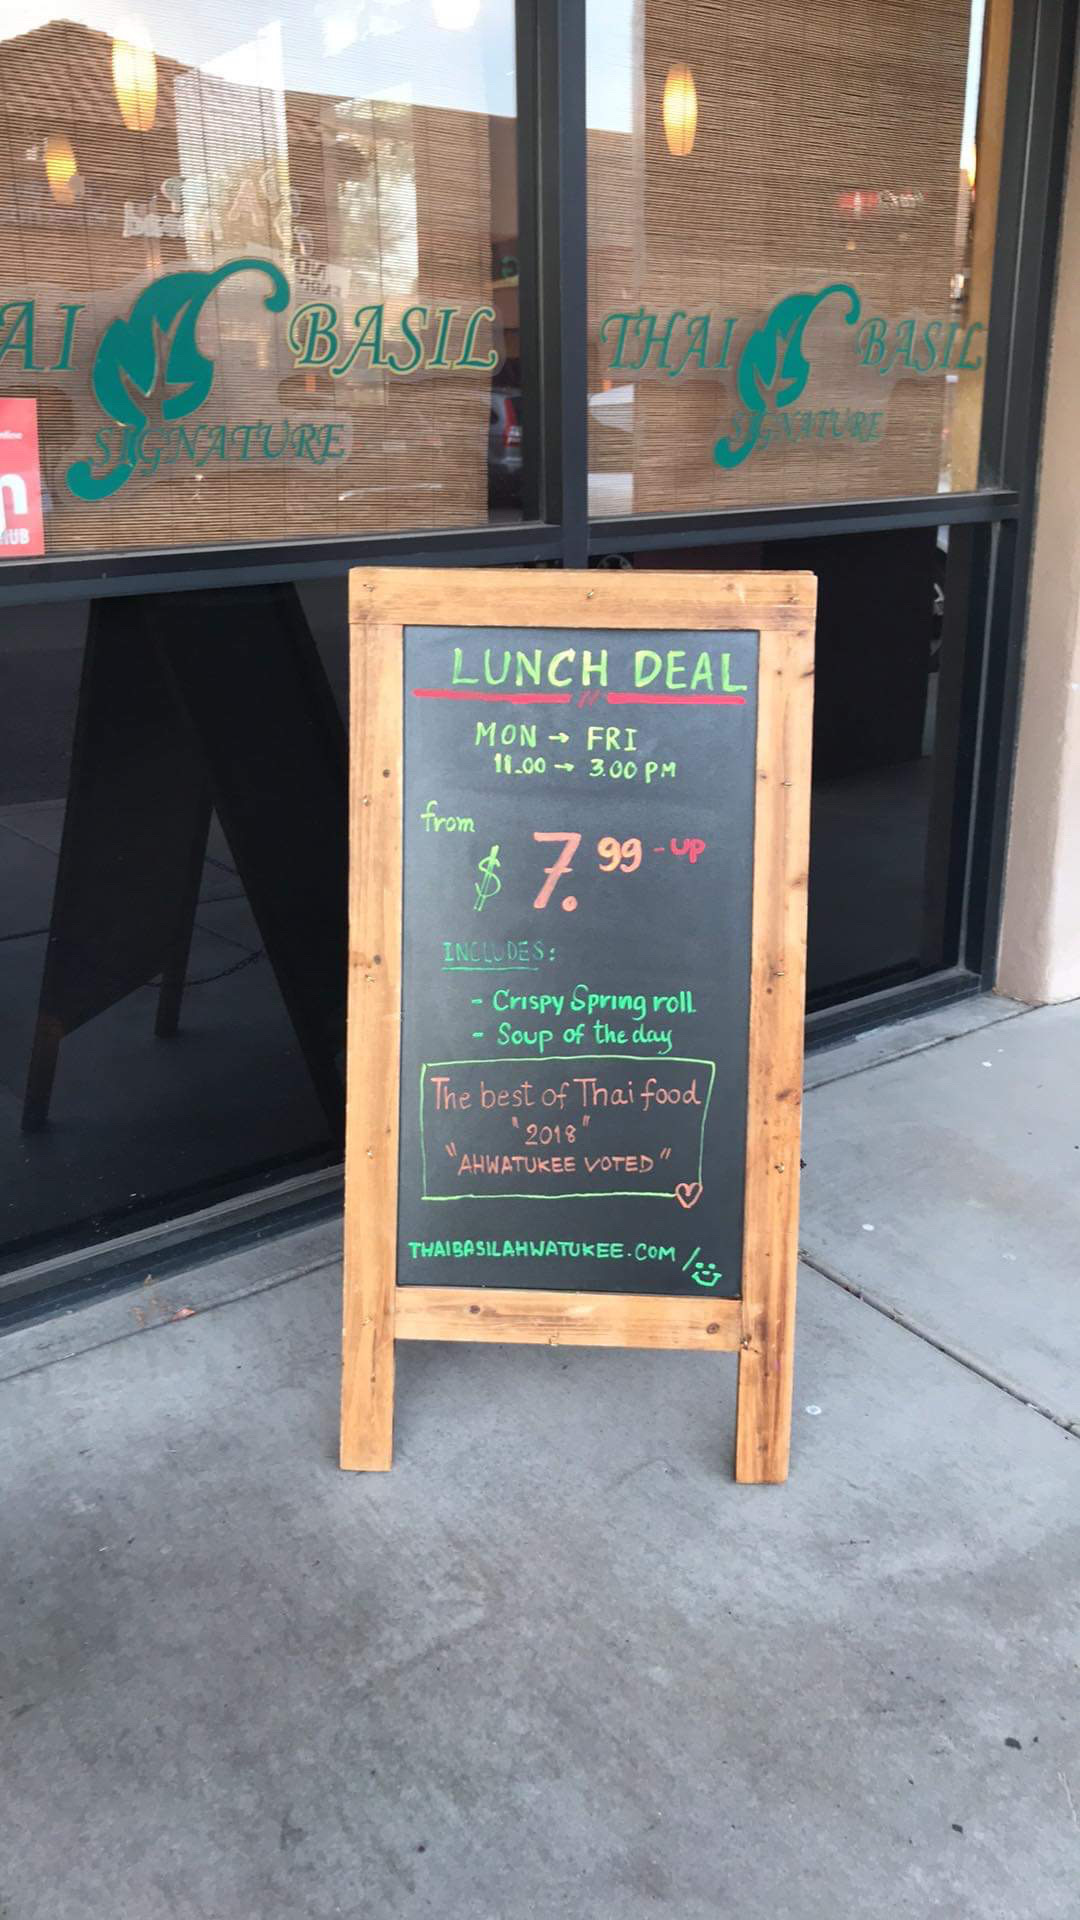 AI BASIL
SIGNATURE
THAI BASIL
SIGNATURE
n
HUB
LUNCH DEAL
MON → FRI
11.00 → 3.00 PM
from
$ 7.99 - UP
INCLUDES:
- Crispy Spring roll
- Soup of the day
The best of Thai food
"2018"
"AHWATUKEE VOTED"
THAIBASILAHWATUKEE.COM